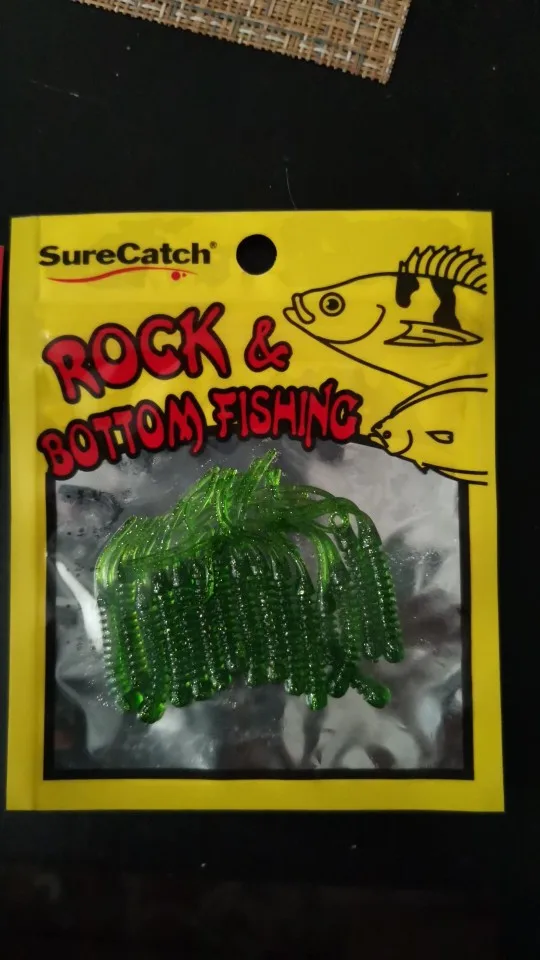 SureCatch®
ROCK &
BOTTOM FISHING